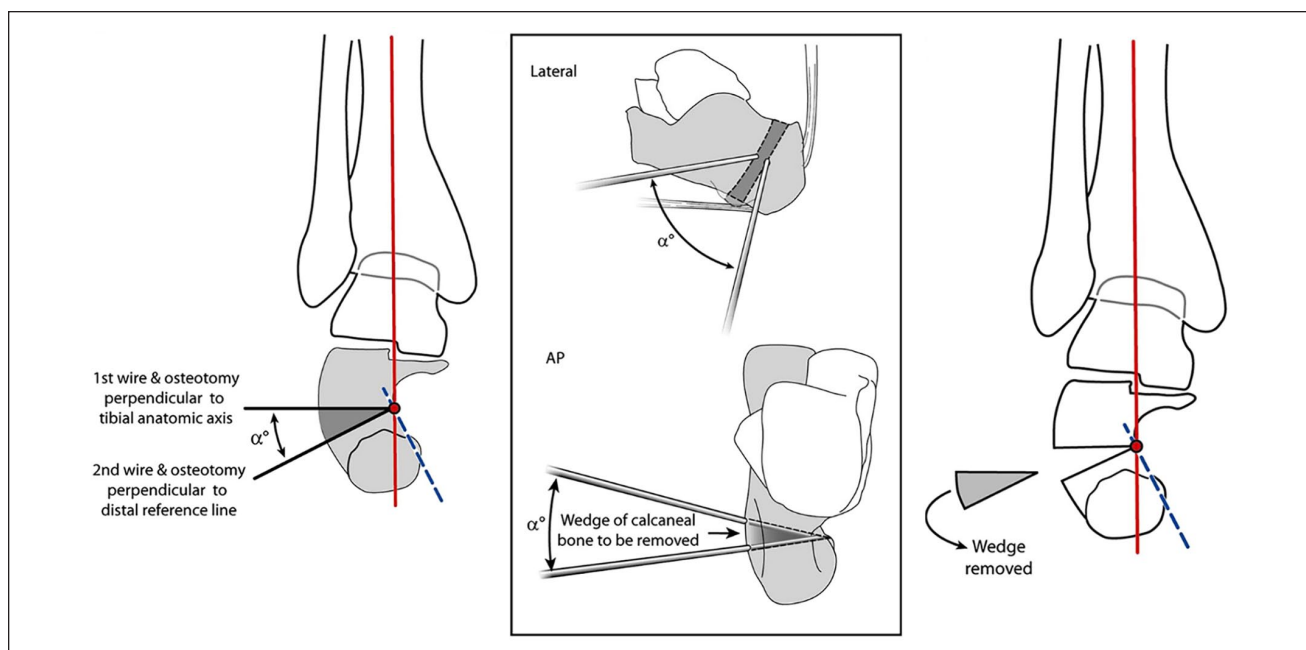 1st wire & osteotomy
perpendicular to
tibial anatomic axis
α°
2nd wire & osteotomy
perpendicular to
distal reference line
Lateral
α°
AP
α°
Wedge of calcaneal
bone to be removed
Wedge
removed